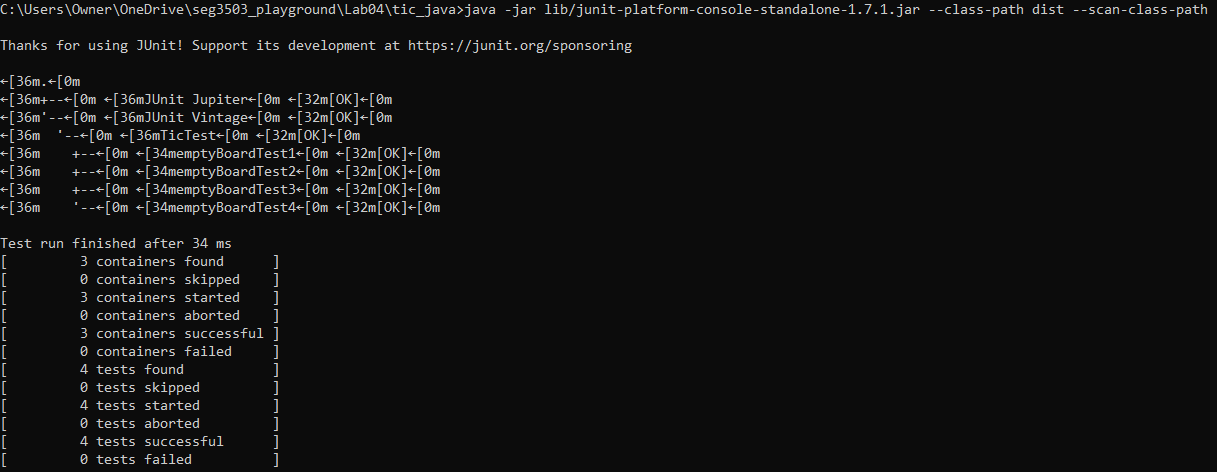 C:\Users\Owner\OneDrive\seg3503_playground\Lab04\tic_java>java -jar lib/junit-platform-console-standalone-1.7.1.jar --class-path dist --scan-class-path
Thanks for using JUnit! Support its development at https://junit.org/sponsoring
←[36m.←[0m
←[36m+--←[0m ←[36mJUnit Jupiter←[0m ←[32m[OK]←[0m
←[36m'--←[0m ←[36mJUnit Vintage←[0m ←[32m[OK]←[0m
←[36m  '--←[0m ←[36mTicTest←[0m ←[32m[OK]←[0m
←[36m    +--←[0m ←[34memptyBoardTest1←[0m ←[32m[OK]←[0m
←[36m    +--←[0m ←[34memptyBoardTest2←[0m ←[32m[OK]←[0m
←[36m    +--←[0m ←[34memptyBoardTest3←[0m ←[32m[OK]←[0m
←[36m    '--←[0m ←[34memptyBoardTest4←[0m ←[32m[OK]←[0m
Test run finished after 34 ms
[         3 containers found      ]
[         0 containers skipped    ]
[         3 containers started    ]
[         0 containers aborted    ]
[         3 containers successful ]
[         0 containers failed     ]
[         4 tests found           ]
[         0 tests skipped         ]
[         4 tests started         ]
[         0 tests aborted         ]
[         4 tests successful      ]
[         0 tests failed          ]